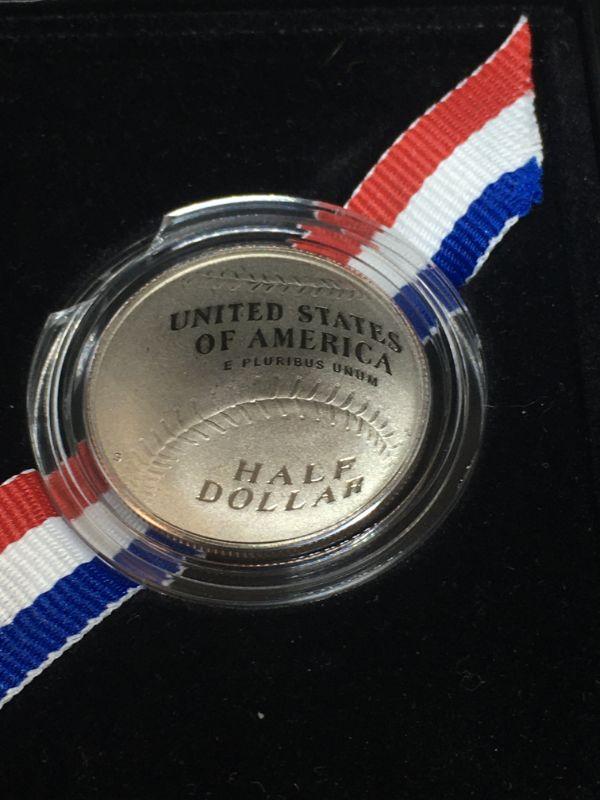 UNITED STATES
OF AMERICA
E PLURIBUS UNUM
S
HALF
DOLLAR